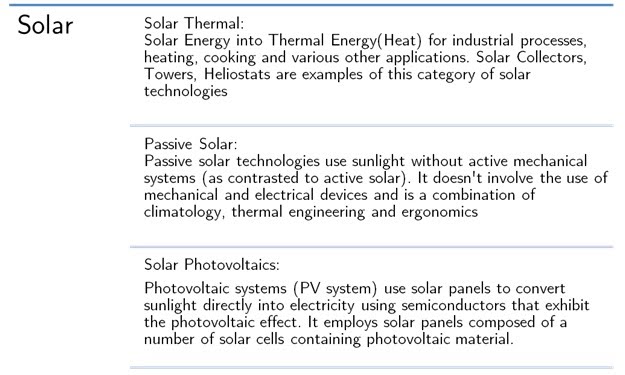 Solar
Solar Thermal:
Solar Energy into Thermal Energy(Heat) for industrial processes,
heating, cooking and various other applications. Solar Collectors,
Towers, Heliostats are examples of this category of solar
technologies
Passive Solar:
Passive solar technologies use sunlight without active mechanical
systems (as contrasted to active solar). It doesn't involve the use of
mechanical and electrical devices and is a combination of
climatology, thermal engineering and ergonomics
Solar Photovoltaics:
Photovoltaic systems (PV system) use solar panels to convert
sunlight directly into electricity using semiconductors that exhibit
the photovoltaic effect. It employs solar panels composed of a
number of solar cells containing photovoltaic material.